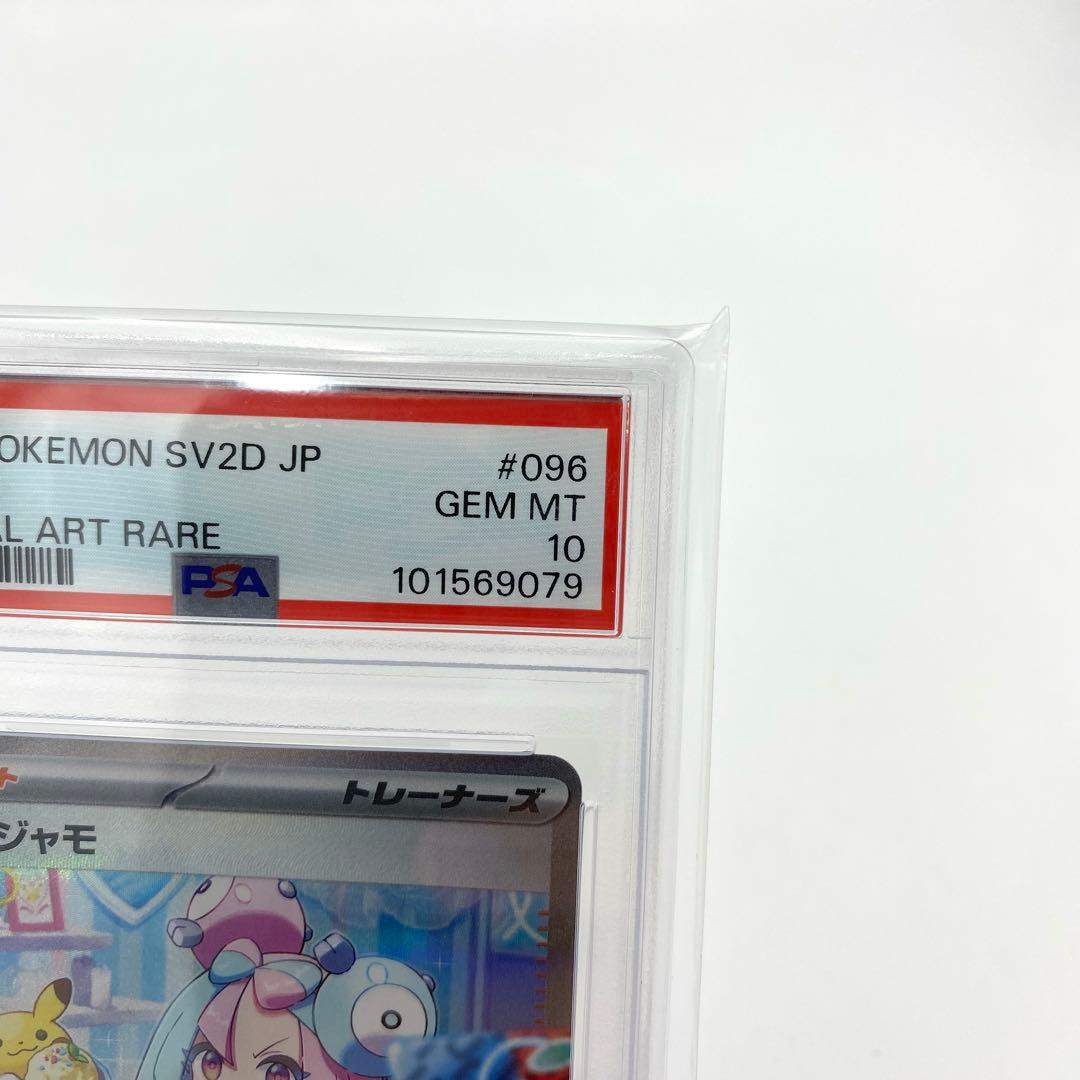 OKEMON SV2D JP
#096
GEM MT
AL ART RARE
10
PSA
101569079
トレーナーズ
ジャモ